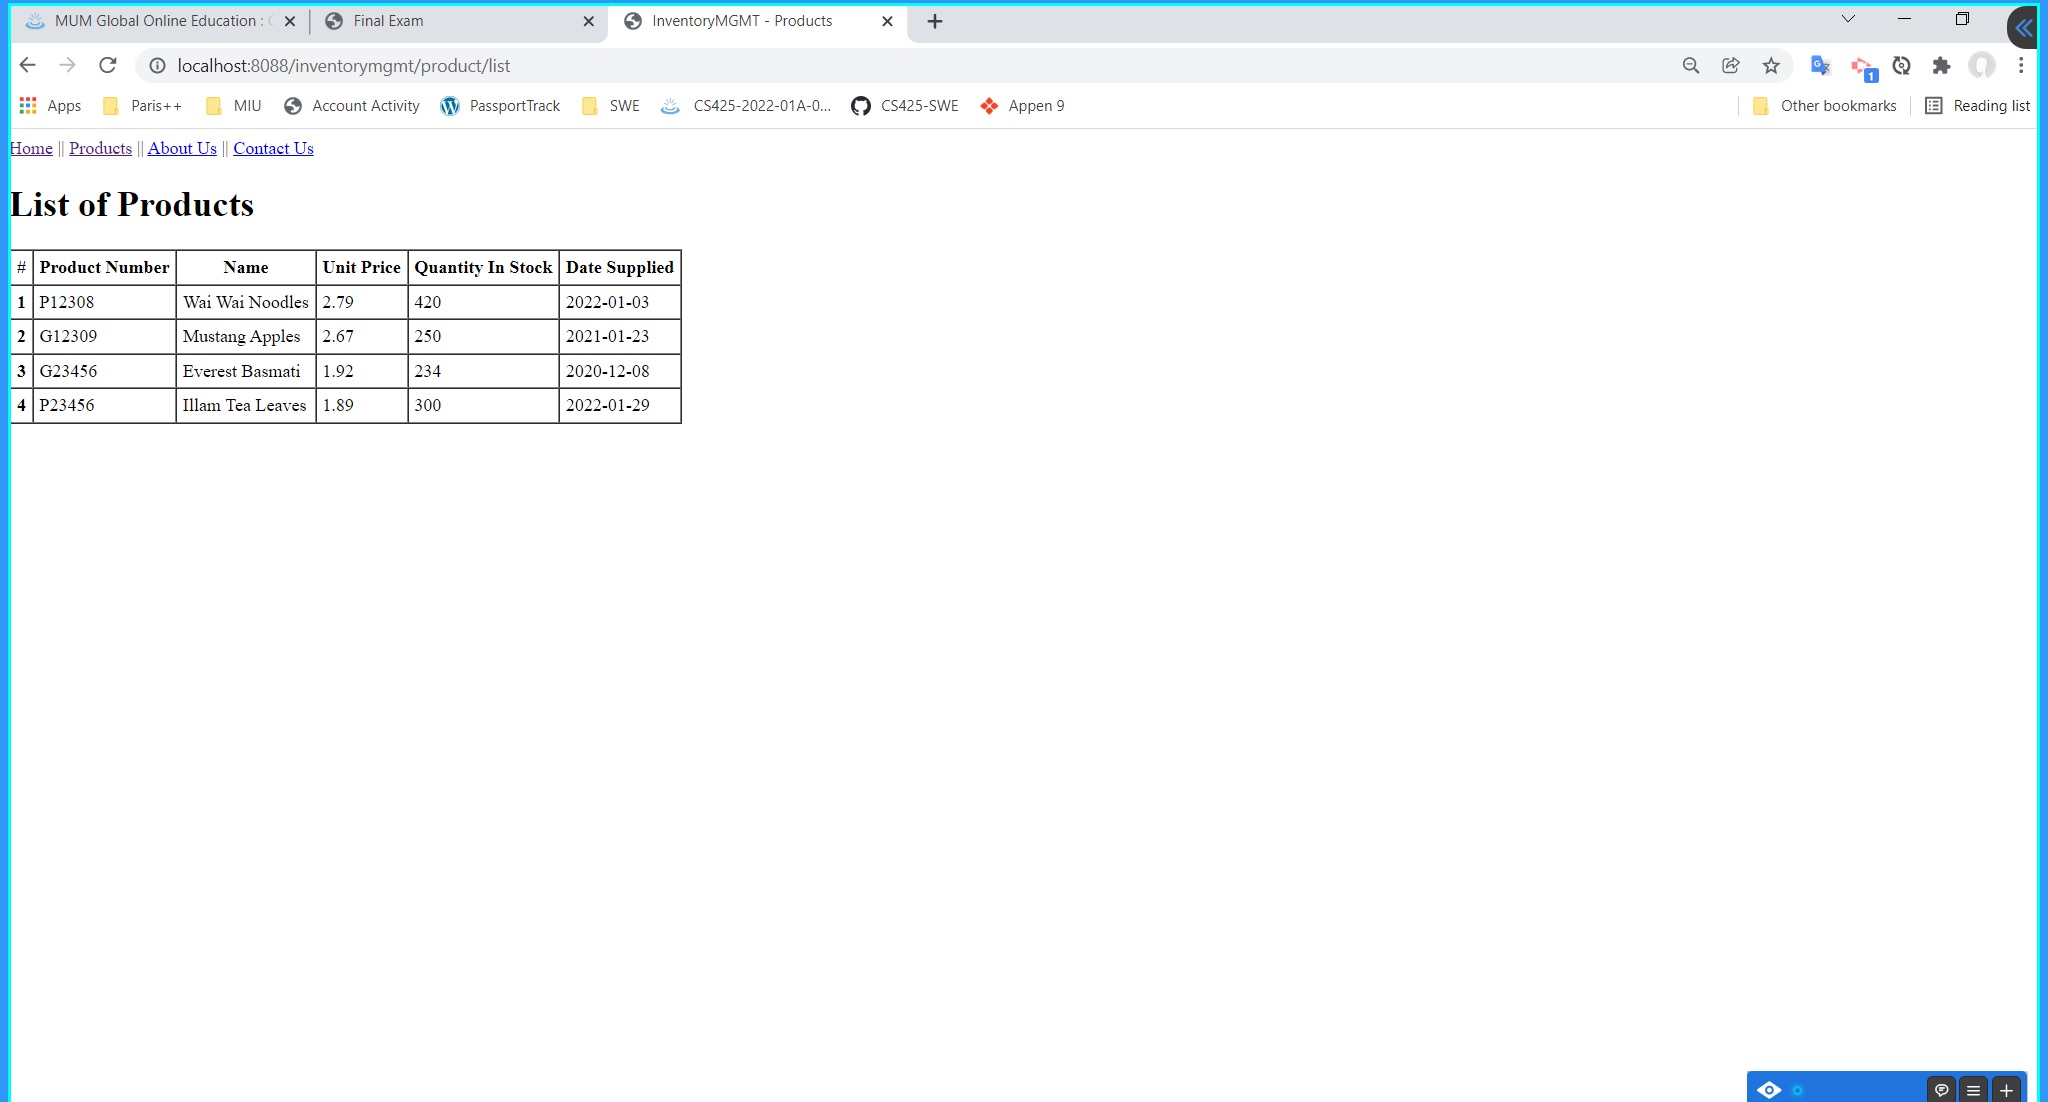 MUM Global Online Education : Final Exam InventoryMGMT - Products
localhost:8088/inventorymgmt/product/list
1
Apps Paris++ MIU Account Activity PassportTrack SWE CS425-2022-01A-0... CS425-SWE Appen 9 Other bookmarks Reading list
Home || Products || About Us || Contact Us
List of Products
# Product Number Name Unit Price Quantity In Stock Date Supplied
1 P12308 Wai Wai Noodles 2.79 420 2022-01-03
2 G12309 Mustang Apples 2.67 250 2021-01-23
3 G23456 Everest Basmati 1.92 234 2020-12-08
4 P23456 Illam Tea Leaves 1.89 300 2022-01-29